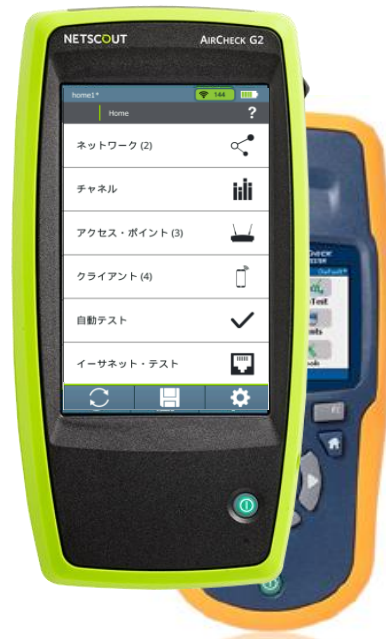 NETSCOUT
AIRCHECK G2
home1*
144
Home
?
ネットワーク (2)
チャネル
アクセス・ポイント (3)
クライアント (4)
自動テスト
イーサネット・テスト